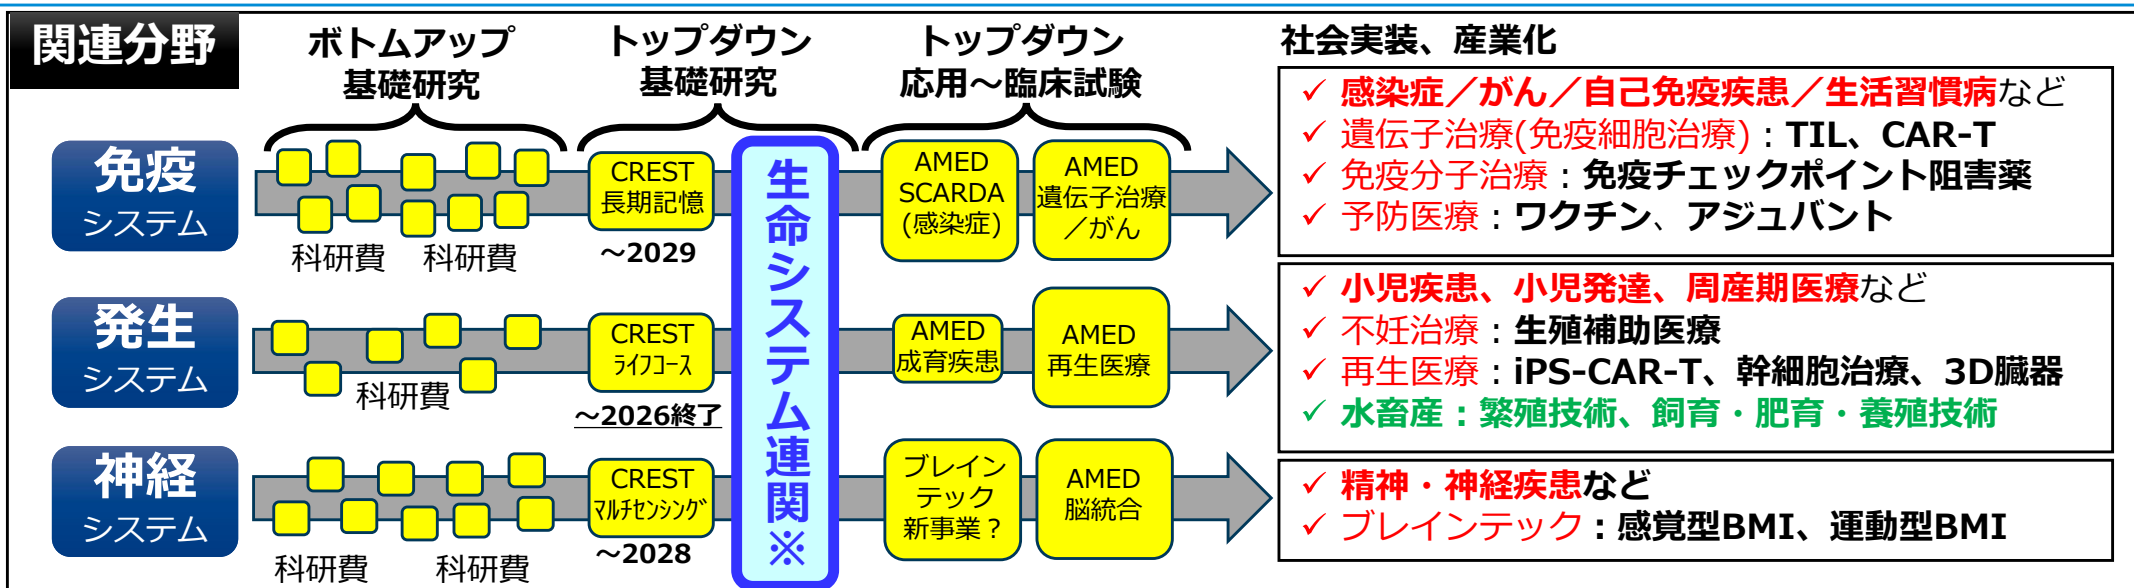 関連分野
ボトムアップ
基礎研究
トップダウン
基礎研究
トップダウン
応用～臨床試験
社会実装、産業化
免疫
システム
科研費
科研費
CREST
長期記憶
～2029
生命システム連関※
AMED
SCARDA
(感染症)
AMED
遺伝子治療
／がん
✓ 感染症／がん／自己免疫疾患／生活習慣病など
✓ 遺伝子治療(免疫細胞治療)：TIL、CAR-T
✓ 免疫分子治療：免疫チェックポイント阻害薬
✓ 予防医療：ワクチン、アジュバント
発生
システム
科研費
CREST
ﾗｲﾌｺｰｽ
～2026終了
AMED
成育疾患
AMED
再生医療
✓ 小児疾患、小児発達、周産期医療など
✓ 不妊治療：生殖補助医療
✓ 再生医療：iPS-CAR-T、幹細胞治療、3D臓器
✓ 水畜産：繁殖技術、飼育・肥育・養殖技術
神経
システム
科研費
科研費
CREST
ﾏﾙﾁｾﾝｼﾝｸﾞ
～2028
ブレイン
テック
新事業？
AMED
脳統合
✓ 精神・神経疾患など
✓ ブレインテック：感覚型BMI、運動型BMI